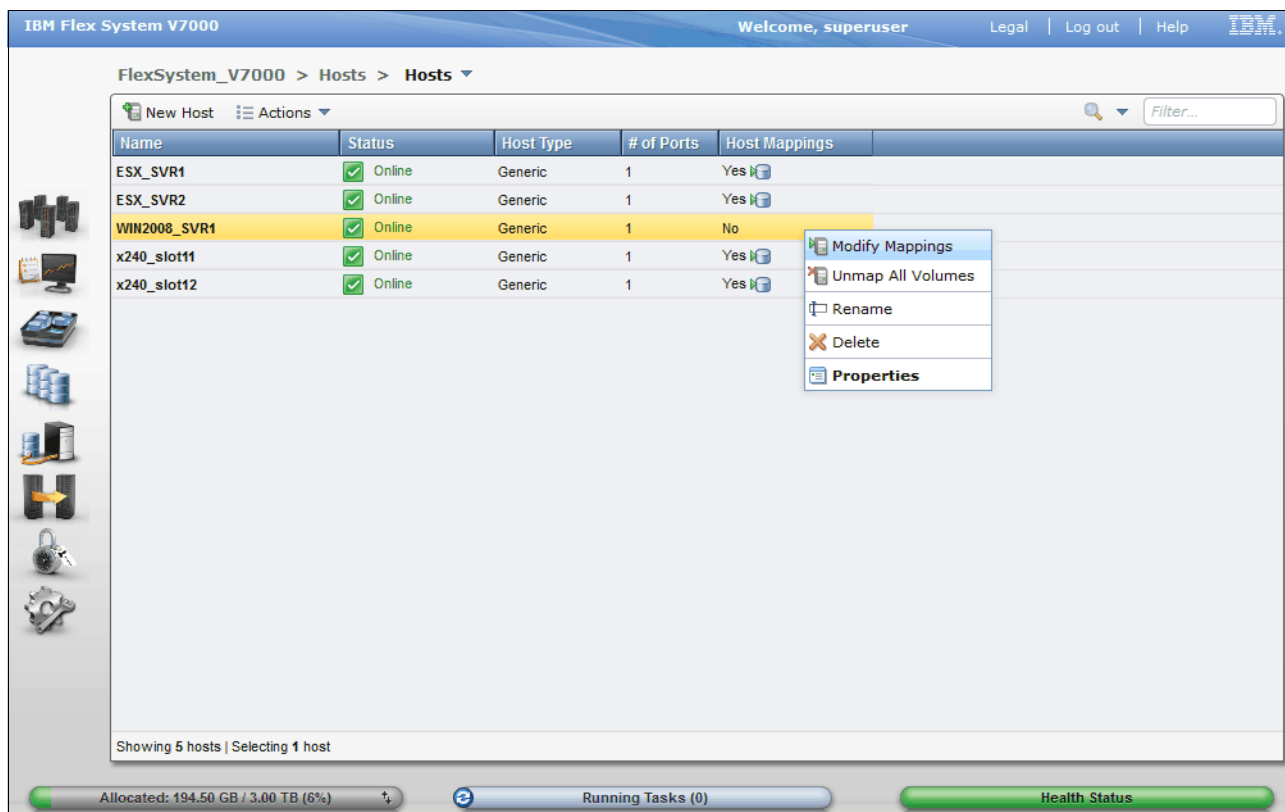 IBM Flex System V7000 Welcome, superuser Legal | Log out | Help IBM.
FlexSystem_V7000 > Hosts > Hosts
New Host Actions Filter...
Name Status Host Type # of Ports Host Mappings
ESX_SVR1 Online Generic 1 Yes
ESX_SVR2 Online Generic 1 Yes
WIN2008_SVR1 Online Generic 1 No
x240_slot11 Online Generic 1 Yes
x240_slot12 Online Generic 1 Yes
Modify Mappings
Unmap All Volumes
Rename
Delete
Properties
Showing 5 hosts | Selecting 1 host
Allocated: 194.50 GB / 3.00 TB (6%) Running Tasks (0) Health Status